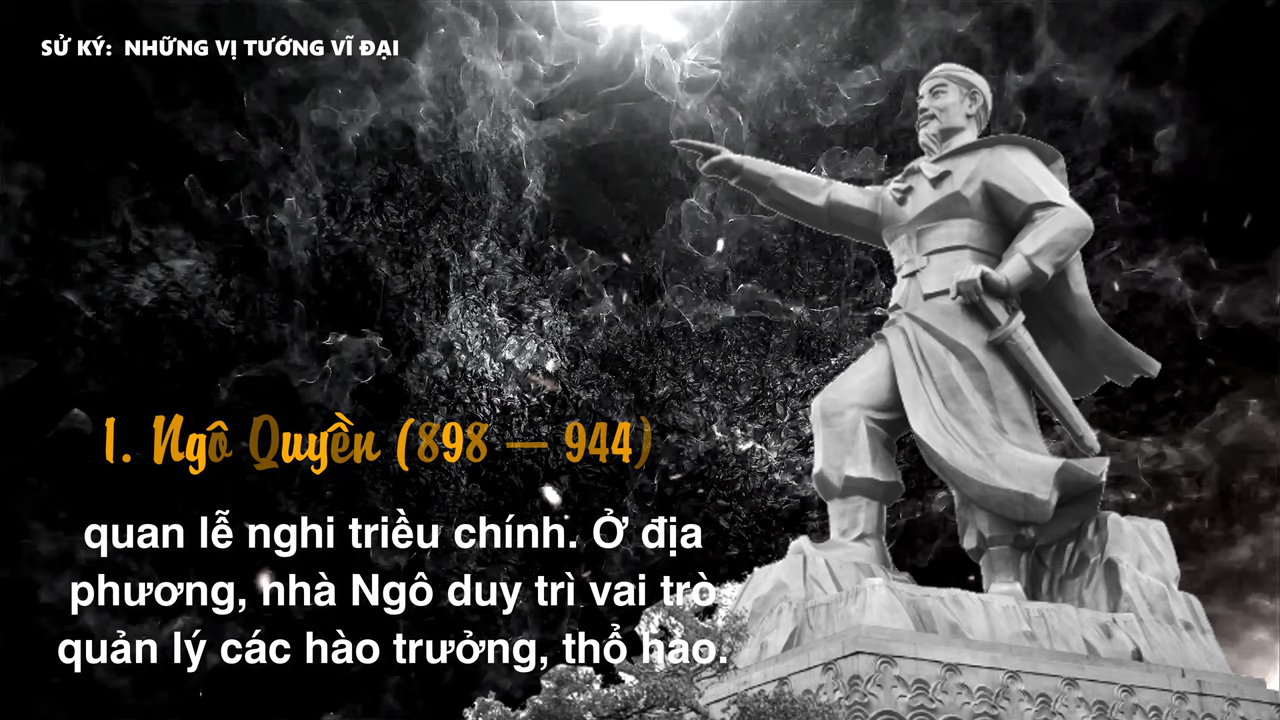 SỬ KÝ: NHỮNG VỊ TƯỚNG VĨ ĐẠI
1. Ngô Quyền (898 – 944)
quan lễ nghi triều chính. Ở địa
phương, nhà Ngô duy trì vai trò
quản lý các hào trưởng, thổ hào.